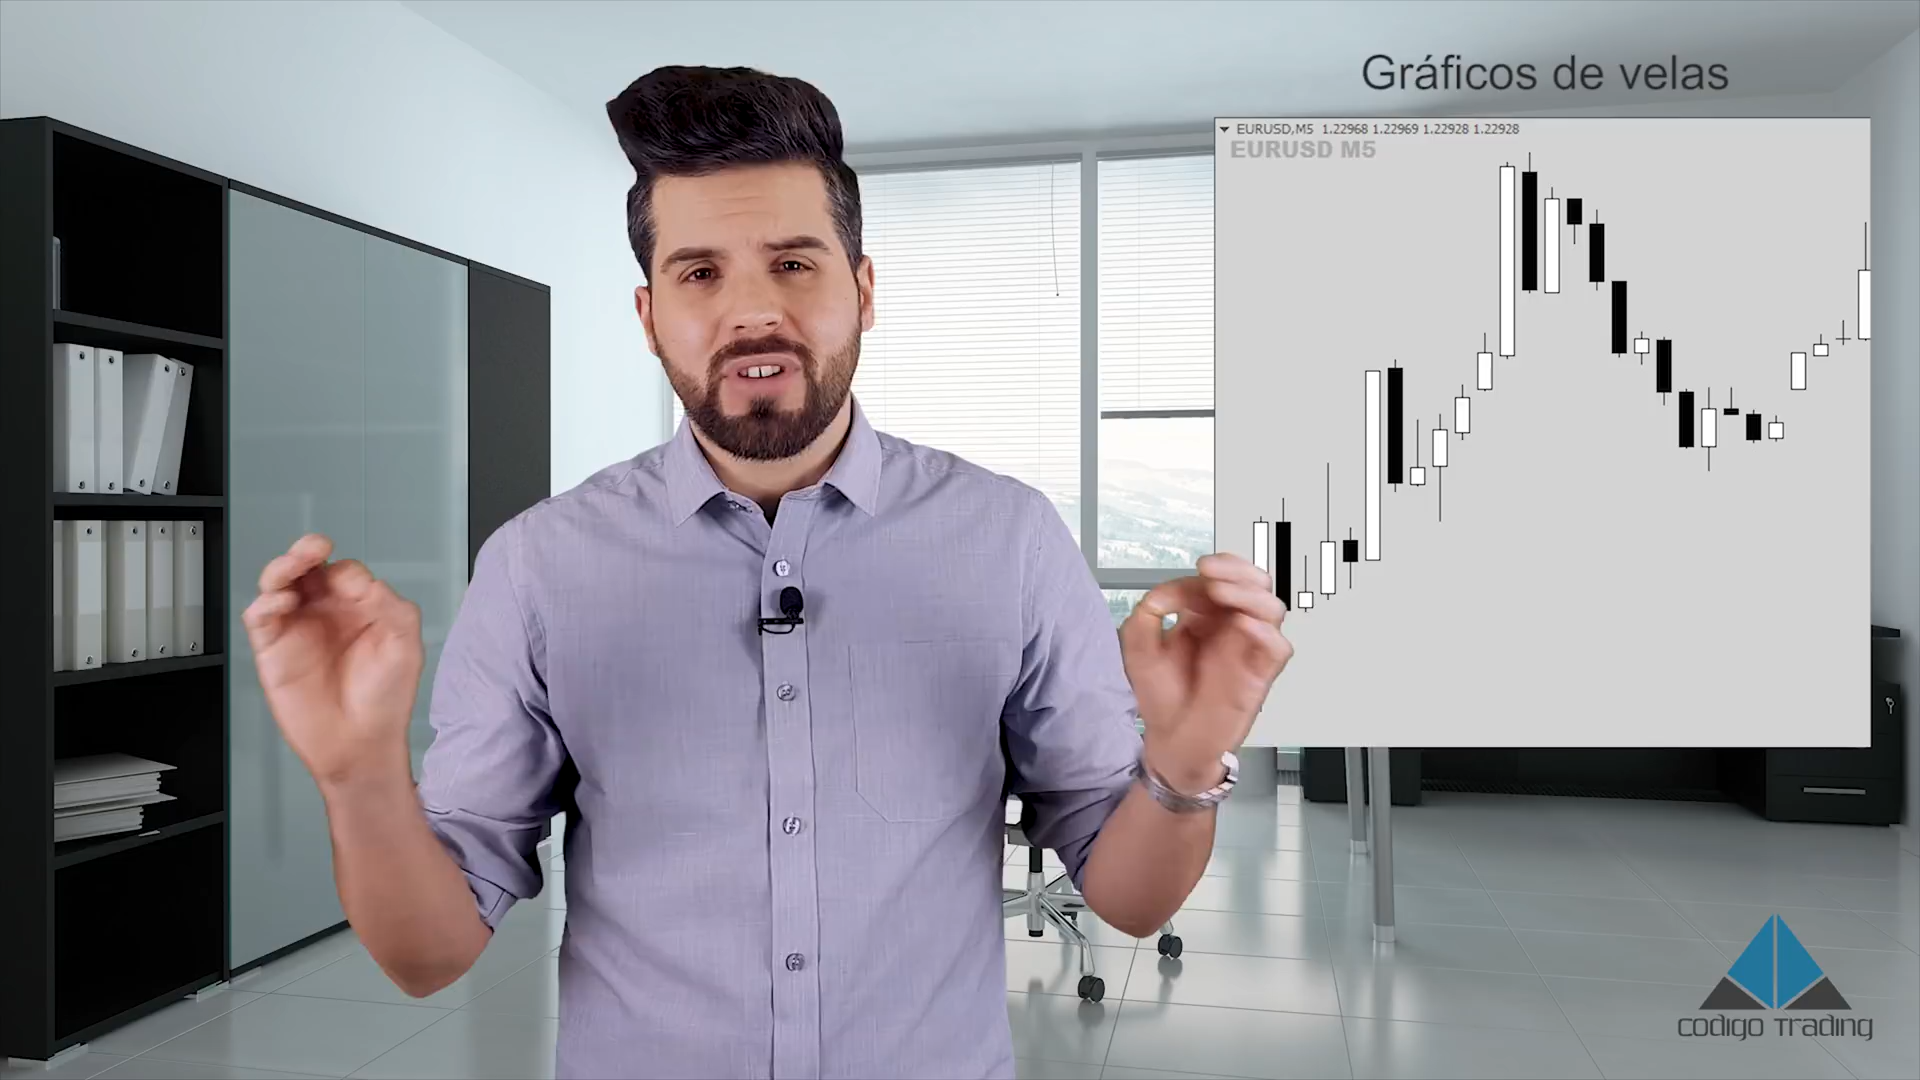 Gráficos de velas
EURUSD,M5 1.22968 1.22969 1.22928 1.22928
EURUSD M5
codigo Trading